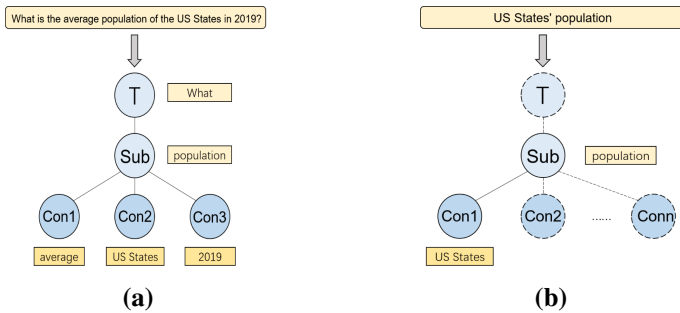 What is the average population of the US States in 2019?
T
What
Sub
population
Con1
Con2
Con3
average
US States
2019
(a)
US States' population
T
Sub
population
Con1
Con2
......
Conn
US States
(b)